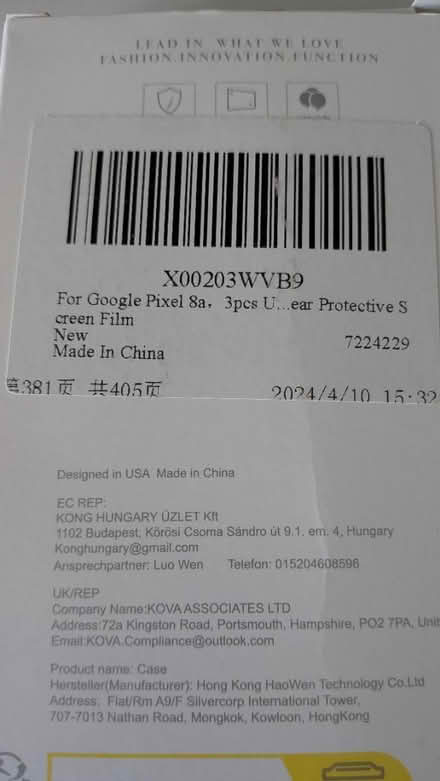 LEAD IN WHAT WE LOVE
FASHION.INNOVATION.FUNCTION
X00203WVB9
For Google Pixel 8a，3pcs U...ear Protective S
creen Film
New
7224229
Made In China
第381页 共405页
2024/4/10 15:32
Designed in USA Made in China
EC REP:
KONG HUNGARY ÜZLET Kft
1102 Budapest, Körösi Csoma Sándro út 9.1. em. 4, Hungary
Konghungary@gmail.com
Ansprechpartner: Luo Wen Telefon: 015204608596
UK/REP
Company Name:KOVA ASSOCIATES LTD
Address:72a Kingston Road, Portsmouth, Hampshire, PO2 7PA, Unit
Email:KOVA.Compliance@outlook.com
Product name: Case
Hersteller(Manufacturer): Hong Kong HaoWen Technology Co.Ltd
Address: Flat/Rm A9/F Silvercorp International Tower,
707-7013 Nathan Road, Mongkok, Kowloon, HongKong